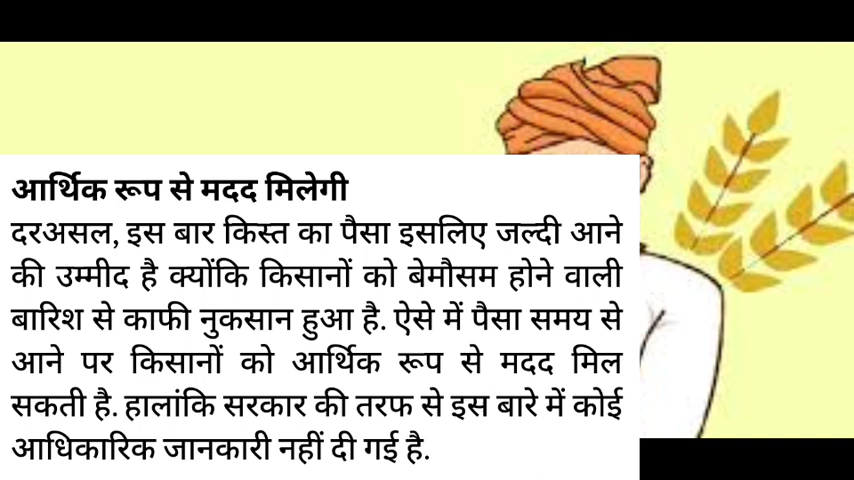 आर्थिक रूप से मदद मिलेगी
दरअसल, इस बार किस्त का पैसा इसलिए जल्दी आने
की उम्मीद है क्योंकि किसानों को बेमौसम होने वाली
बारिश से काफी नुकसान हुआ है. ऐसे में पैसा समय से
आने पर किसानों को आर्थिक रूप से मदद मिल
सकती है. हालांकि सरकार की तरफ से इस बारे में कोई
आधिकारिक जानकारी नहीं दी गई है.